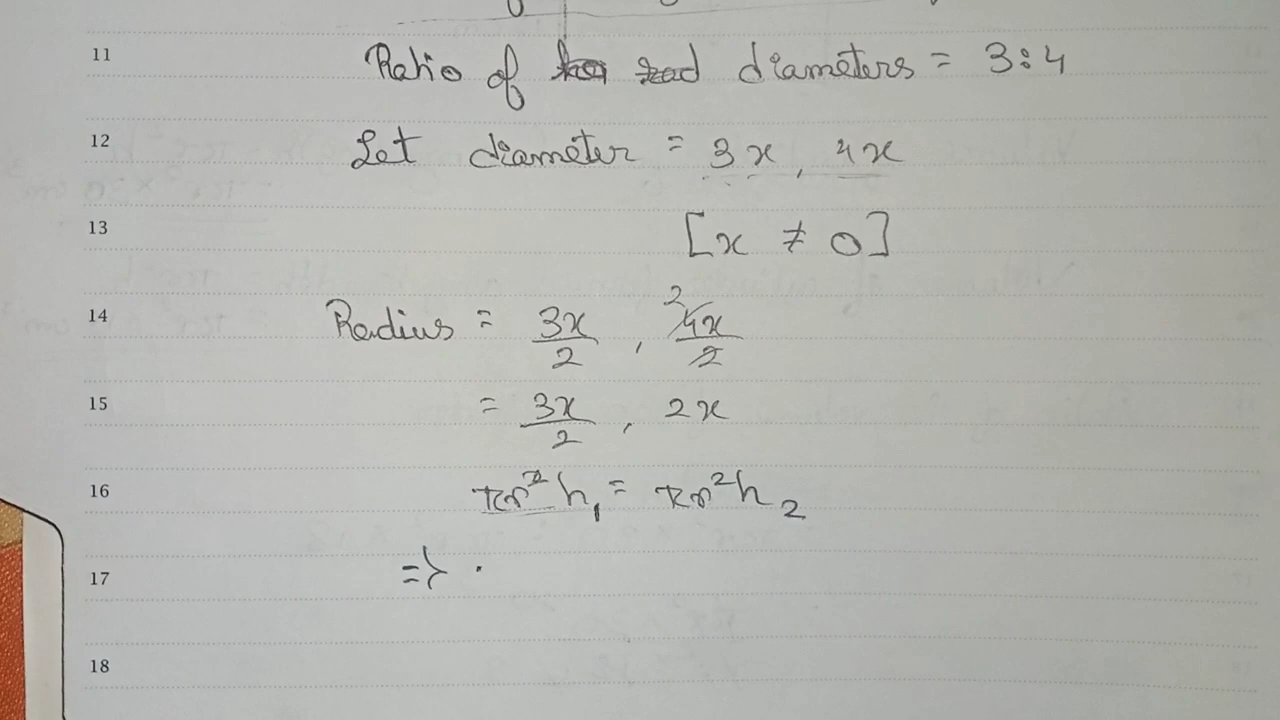 11 Ratio of diameters = 3:4
12 Let diameter = 3x, 4x
13 [x ≠ 0]
14 Radius = 3x/2, 4x/2 2
15 = 3x/2, 2x
16 πr²h₁ = πr²h₂
17 => .
18